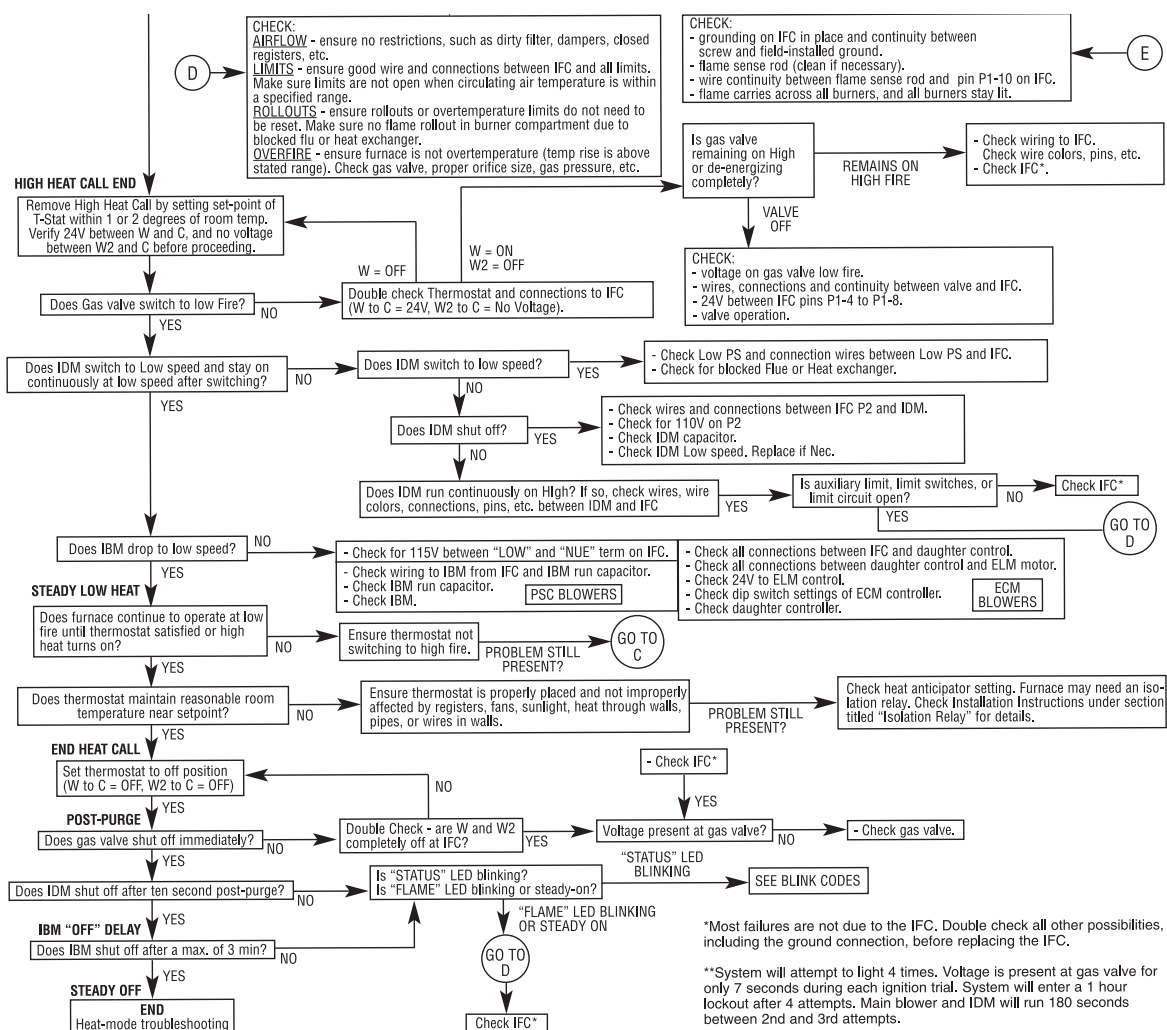 D
CHECK:
AIRFLOW - ensure no restrictions, such as dirty filter, dampers, closed
registers, etc.
LIMITS - ensure good wire and connections between IFC and all limits.
Make sure limits are not open when circulating air temperature is within
a specified range.
ROLLOUTS - ensure rollouts or overtemperature limits do not need to
be reset. Make sure no flame rollout in burner compartment due to
blocked flu or heat exchanger.
OVERFIRE - ensure furnace is not overtemperature (temp rise is above
stated range). Check gas valve, proper orifice size, gas pressure, etc.
CHECK:
- grounding on IFC in place and continuity between
screw and field-installed ground.
- flame sense rod (clean if necessary).
- wire continuity between flame sense rod and pin P1-10 on IFC.
- flame carries across all burners, and all burners stay lit.
E
Is gas valve
remaining on High
or de-energizing
completely?
REMAINS ON
HIGH FIRE
- Check wiring to IFC.
Check wire colors, pins, etc.
- Check IFC*.
VALVE
OFF
HIGH HEAT CALL END
Remove High Heat Call by setting set-point of
T-Stat within 1 or 2 degrees of room temp.
Verify 24V between W and C, and no voltage
between W2 and C before proceeding.
W = OFF
W = ON
W2 = OFF
CHECK:
- voltage on gas valve low fire.
- wires, connections and continuity between valve and IFC.
- 24V between IFC pins P1-4 to P1-8.
- valve operation.
Does Gas valve switch to low Fire?
NO
YES
Double check Thermostat and connections to IFC
(W to C = 24V, W2 to C = No Voltage).
Does IDM switch to Low speed and stay on
continuously at low speed after switching?
NO
YES
Does IDM switch to low speed?
YES
NO
- Check Low PS and connection wires between Low PS and IFC.
- Check for blocked Flue or Heat exchanger.
Does IDM shut off?
YES
NO
- Check wires and connections between IFC P2 and IDM.
- Check for 110V on P2
- Check IDM capacitor.
- Check IDM Low speed. Replace if Nec.
Does IDM run continuously on HIgh? If so, check wires, wire
colors, connections, pins, etc. between IDM and IFC
YES
Is auxiliary limit, limit switches, or
limit circuit open?
NO
Check IFC*
YES
GO TO
D
Does IBM drop to low speed?
NO
YES
- Check for 115V between "LOW" and "NUE" term on IFC.
- Check wiring to IBM from IFC and IBM run capacitor.
- Check IBM run capacitor.
- Check IBM.
PSC BLOWERS
- Check all connections between IFC and daughter control.
- Check all connections between daughter control and ELM motor.
- Check 24V to ELM control.
- Check dip switch settings of ECM controller.
- Check daughter controller.
ECM
BLOWERS
STEADY LOW HEAT
Does furnace continue to operate at low
fire until thermostat satisfied or high
heat turns on?
NO
YES
Ensure thermostat not
switching to high fire.
PROBLEM STILL
PRESENT?
GO TO
C
Does thermostat maintain reasonable room
temperature near setpoint?
NO
YES
Ensure thermostat is properly placed and not improperly
affected by registers, fans, sunlight, heat through walls,
pipes, or wires in walls.
PROBLEM STILL
PRESENT?
Check heat anticipator setting. Furnace may need an iso-
lation relay. Check Installation Instructions under section
titled "Isolation Relay" for details.
END HEAT CALL
Set thermostat to off position
(W to C = OFF, W2 to C = OFF)
NO
YES
- Check IFC*
YES
POST-PURGE
Does gas valve shut off immediately?
NO
YES
Double Check - are W and W2
completely off at IFC?
YES
Voltage present at gas valve?
NO
- Check gas valve.
Does IDM shut off after ten second post-purge?
NO
YES
Is "STATUS" LED blinking?
Is "FLAME" LED blinking or steady-on?
"STATUS" LED
BLINKING
SEE BLINK CODES
"FLAME" LED BLINKING
OR STEADY ON
IBM "OFF" DELAY
Does IBM shut off after a max. of 3 min?
NO
YES
GO TO
D
Check IFC*
STEADY OFF
END
Heat-mode troubleshooting
*Most failures are not due to the IFC. Double check all other possibilities,
including the ground connection, before replacing the IFC.
**System will attempt to light 4 times. Voltage is present at gas valve for
only 7 seconds during each ignition trial. System will enter a 1 hour
lockout after 4 attempts. Main blower and IDM will run 180 seconds
between 2nd and 3rd attempts.